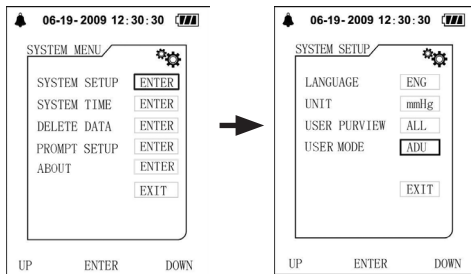 06-19-2009 12:30:30
SYSTEM MENU
SYSTEM SETUP ENTER
SYSTEM TIME ENTER
DELETE DATA ENTER
PROMPT SETUP ENTER
ABOUT ENTER
EXIT
UP ENTER DOWN
06-19-2009 12:30:30
SYSTEM SETUP
LANGUAGE ENG
UNIT mmHg
USER PURVIEW ALL
USER MODE ADU
EXIT
UP ENTER DOWN